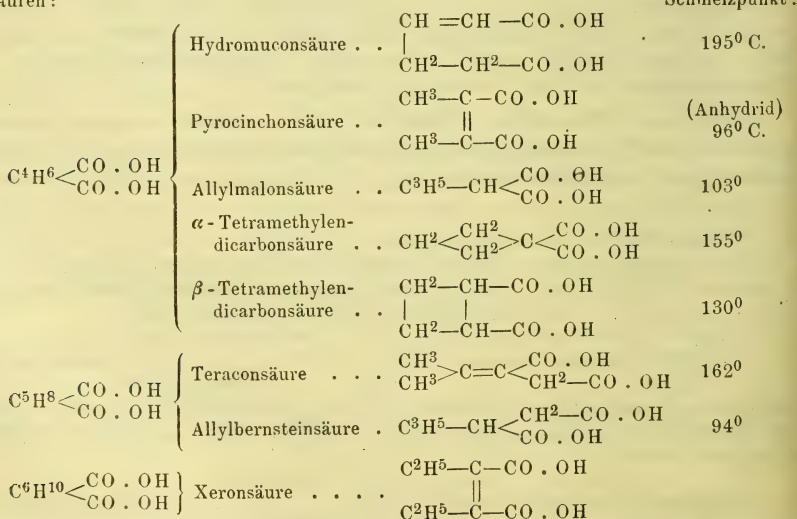 Schmelzpunkt:
CH =CH —CO . OH
Hydromuconsäure . . | 195⁰ C.
CH²—CH²—CO . OH
CH³—C—CO . OH
Pyrocinchonsäure . . || (Anhydrid) 96⁰ C.
CH³—C—CO . OH
C⁴H⁶<CO . OH CO . OH
Allylmalonsäure . . C³H⁵—CH<CO . OH CO . OH 103⁰
α - Tetramethylen-
dicarbonsäure . . CH²<CH² CH²>C<CO . OH CO . OH 155⁰
β - Tetramethylen- CH²—CH—CO . OH
dicarbonsäure . . | | 130⁰
CH²—CH—CO . OH
C⁵H⁸<CO . OH CO . OH
Teraconsäure . . . CH³ CH³>C=C<CO . OH CH²—CO . OH 162⁰
Allylbernsteinsäure . C³H⁵—CH<CH²—CO . OH CO . OH 94⁰
C²H⁵—C—CO . OH
C⁶H¹⁰<CO . OH CO . OH } Xeronsäure . . . . ||
C²H⁵—C—CO . OH